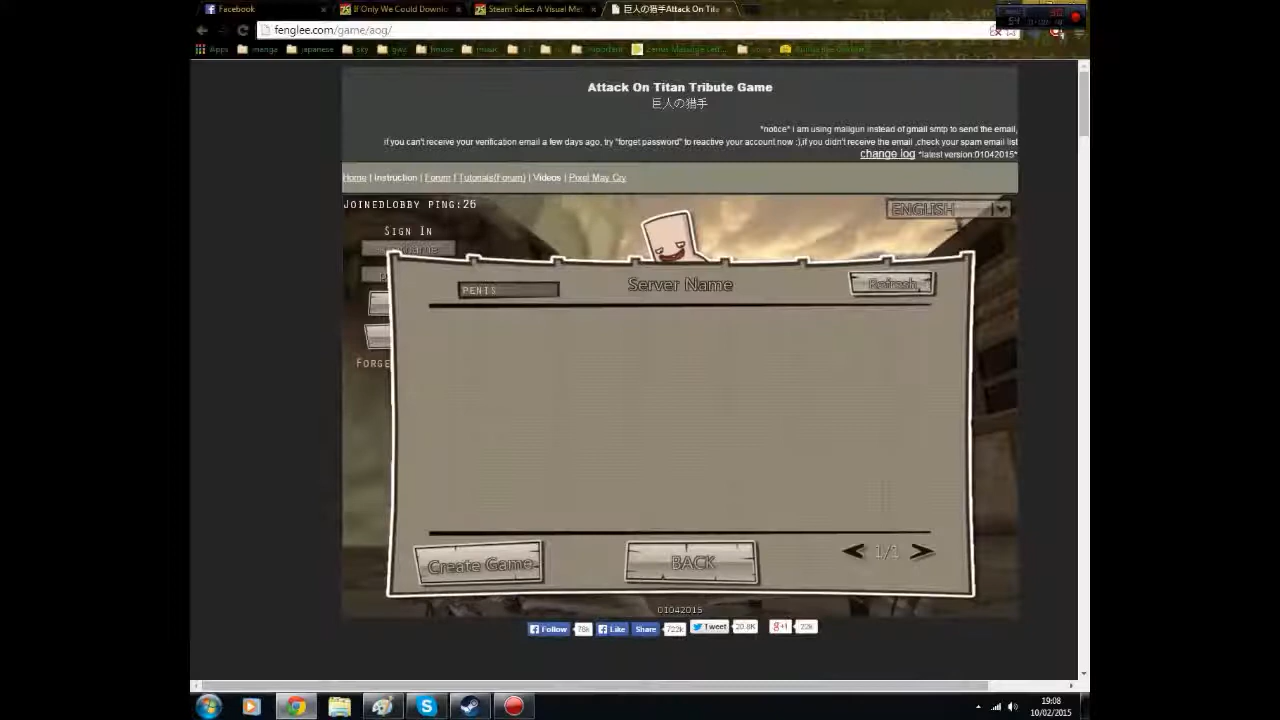 Facebook
If Only We Could Downlo
Steam Sales: A Visual Me
巨人の猎手Attack On Tit
fenglee.com/game/aog/
Apps manga japanese sky important
Attack On Titan Tribute Game
巨人の猎手
*notice* i am using mailgun instead of gmail smtp to send the email,
if you can't receive your verification email a few days ago, try "forget password" to reactive your account now :),if you didn't receive the email ,check your spam email list
change log *latest version:01042015*
Home | Instruction | Forum | Tutorials(Forum) | Videos | Pixel May Cry
JOINEDLOBBY PING:26
ENGLISH
SIGN IN
PENIS
Server Name
Refresh
FORGE
Create Game
BACK
1/1
01042015
Follow 76k Like Share 722k Tweet 20.8K g+1 22k
19:08
10/02/2015